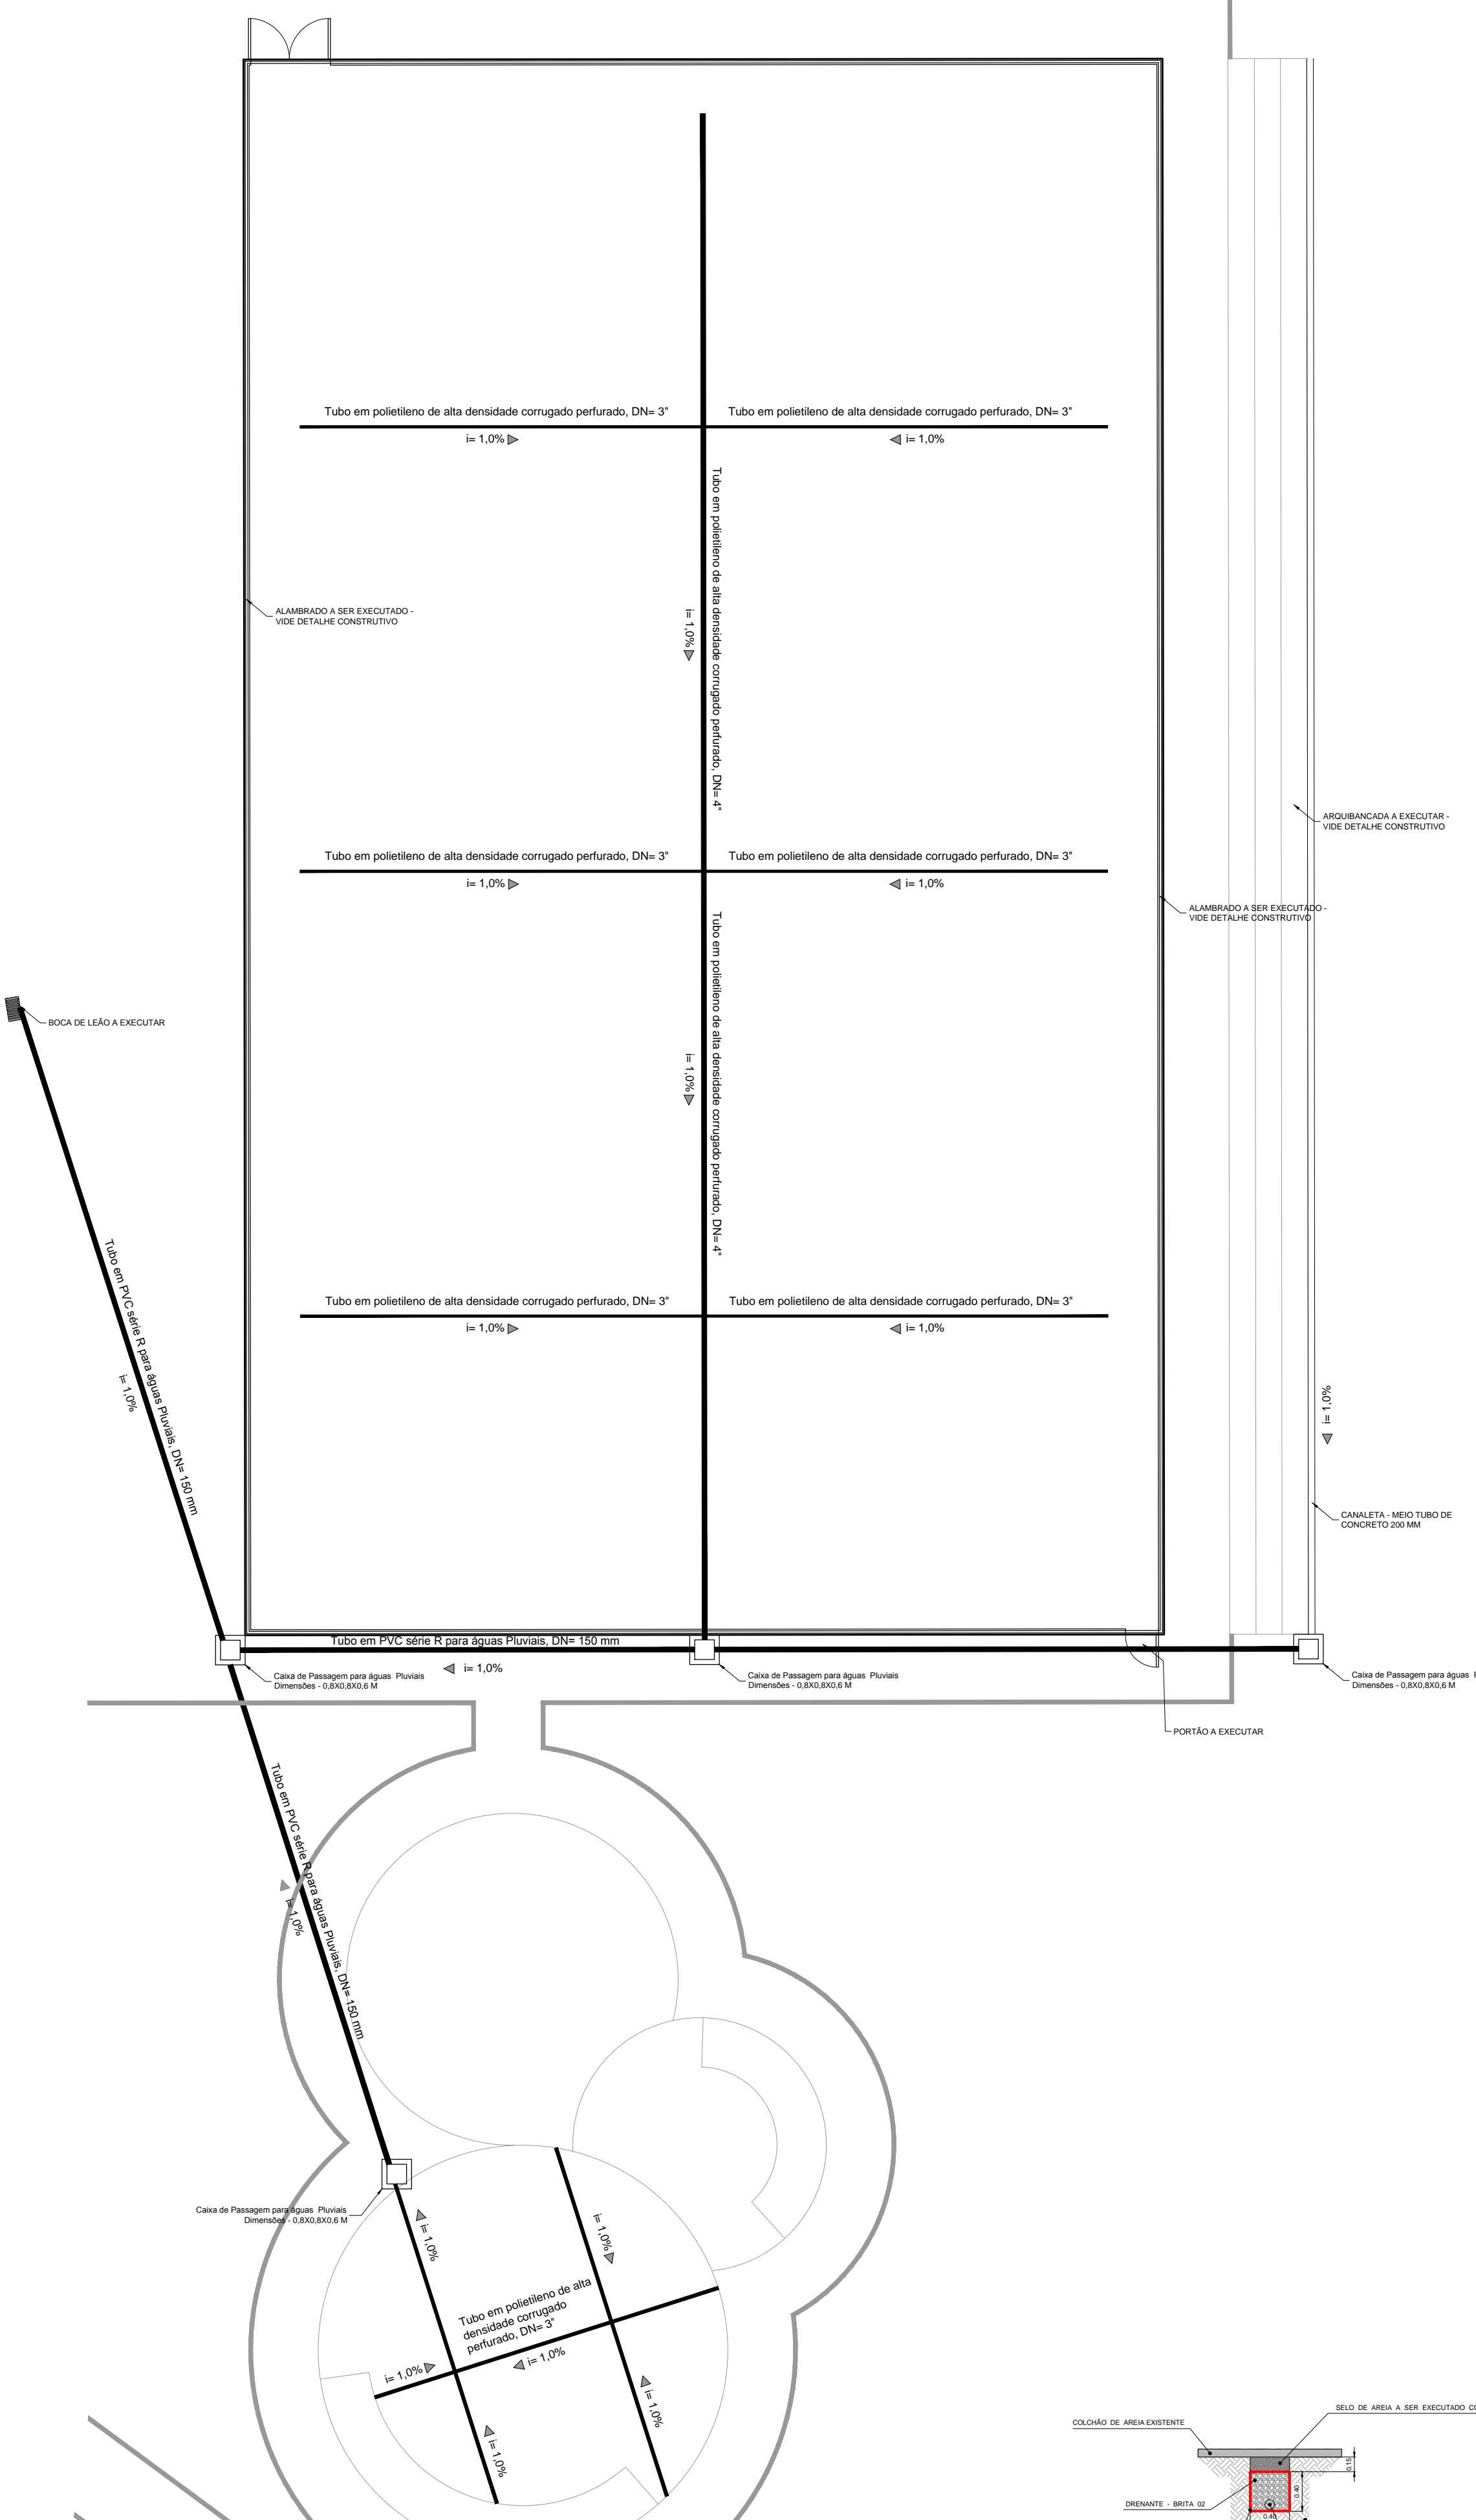 Tubo em polietileno de alta densidade corrugado perfurado, DN= 3"
Tubo em polietileno de alta densidade corrugado perfurado, DN= 3"
i= 1,0%
i= 1,0%
Tubo em polietileno de alta densidade corrugado perfurado, DN= 4"
i= 1,0%
ALAMBRADO A SER EXECUTADO -
VIDE DETALHE CONSTRUTIVO
ARQUIBANCADA A EXECUTAR -
VIDE DETALHE CONSTRUTIVO
Tubo em polietileno de alta densidade corrugado perfurado, DN= 3"
Tubo em polietileno de alta densidade corrugado perfurado, DN= 3"
i= 1,0%
i= 1,0%
ALAMBRADO A SER EXECUTADO -
VIDE DETALHE CONSTRUTIVO
Tubo em polietileno de alta densidade corrugado perfurado, DN= 4"
i= 1,0%
BOCA DE LEÃO A EXECUTAR
Tubo em PVC série R para águas Pluviais, DN= 150 mm
i= 1,0%
Tubo em polietileno de alta densidade corrugado perfurado, DN= 3"
Tubo em polietileno de alta densidade corrugado perfurado, DN= 3"
i= 1,0%
i= 1,0%
i= 1,0%
CANALETA - MEIO TUBO DE
CONCRETO 200 MM
Tubo em PVC série R para águas Pluviais, DN= 150 mm
i= 1,0%
Caixa de Passagem para águas Pluviais
Dimensões - 0,8X0,8X0,6 M
Caixa de Passagem para águas Pluviais
Dimensões - 0,8X0,8X0,6 M
Caixa de Passagem para águas
Dimensões - 0,8X0,8X0,6 M
PORTÃO A EXECUTAR
Tubo em PVC série R para águas Pluviais, DN= 150 mm
i= 1,0%
Caixa de Passagem para águas Pluviais
Dimensões - 0,8X0,8X0,6 M
i= 1,0%
i= 1,0%
Tubo em polietileno de alta
densidade corrugado
perfurado, DN= 3"
i= 1,0%
i= 1,0%
i= 1,0%
i= 1,0%
SELO DE AREIA A SER EXECUTADO
COLCHÃO DE AREIA EXISTENTE
0.15
0.40
DRENANTE - BRITA 02
0.40